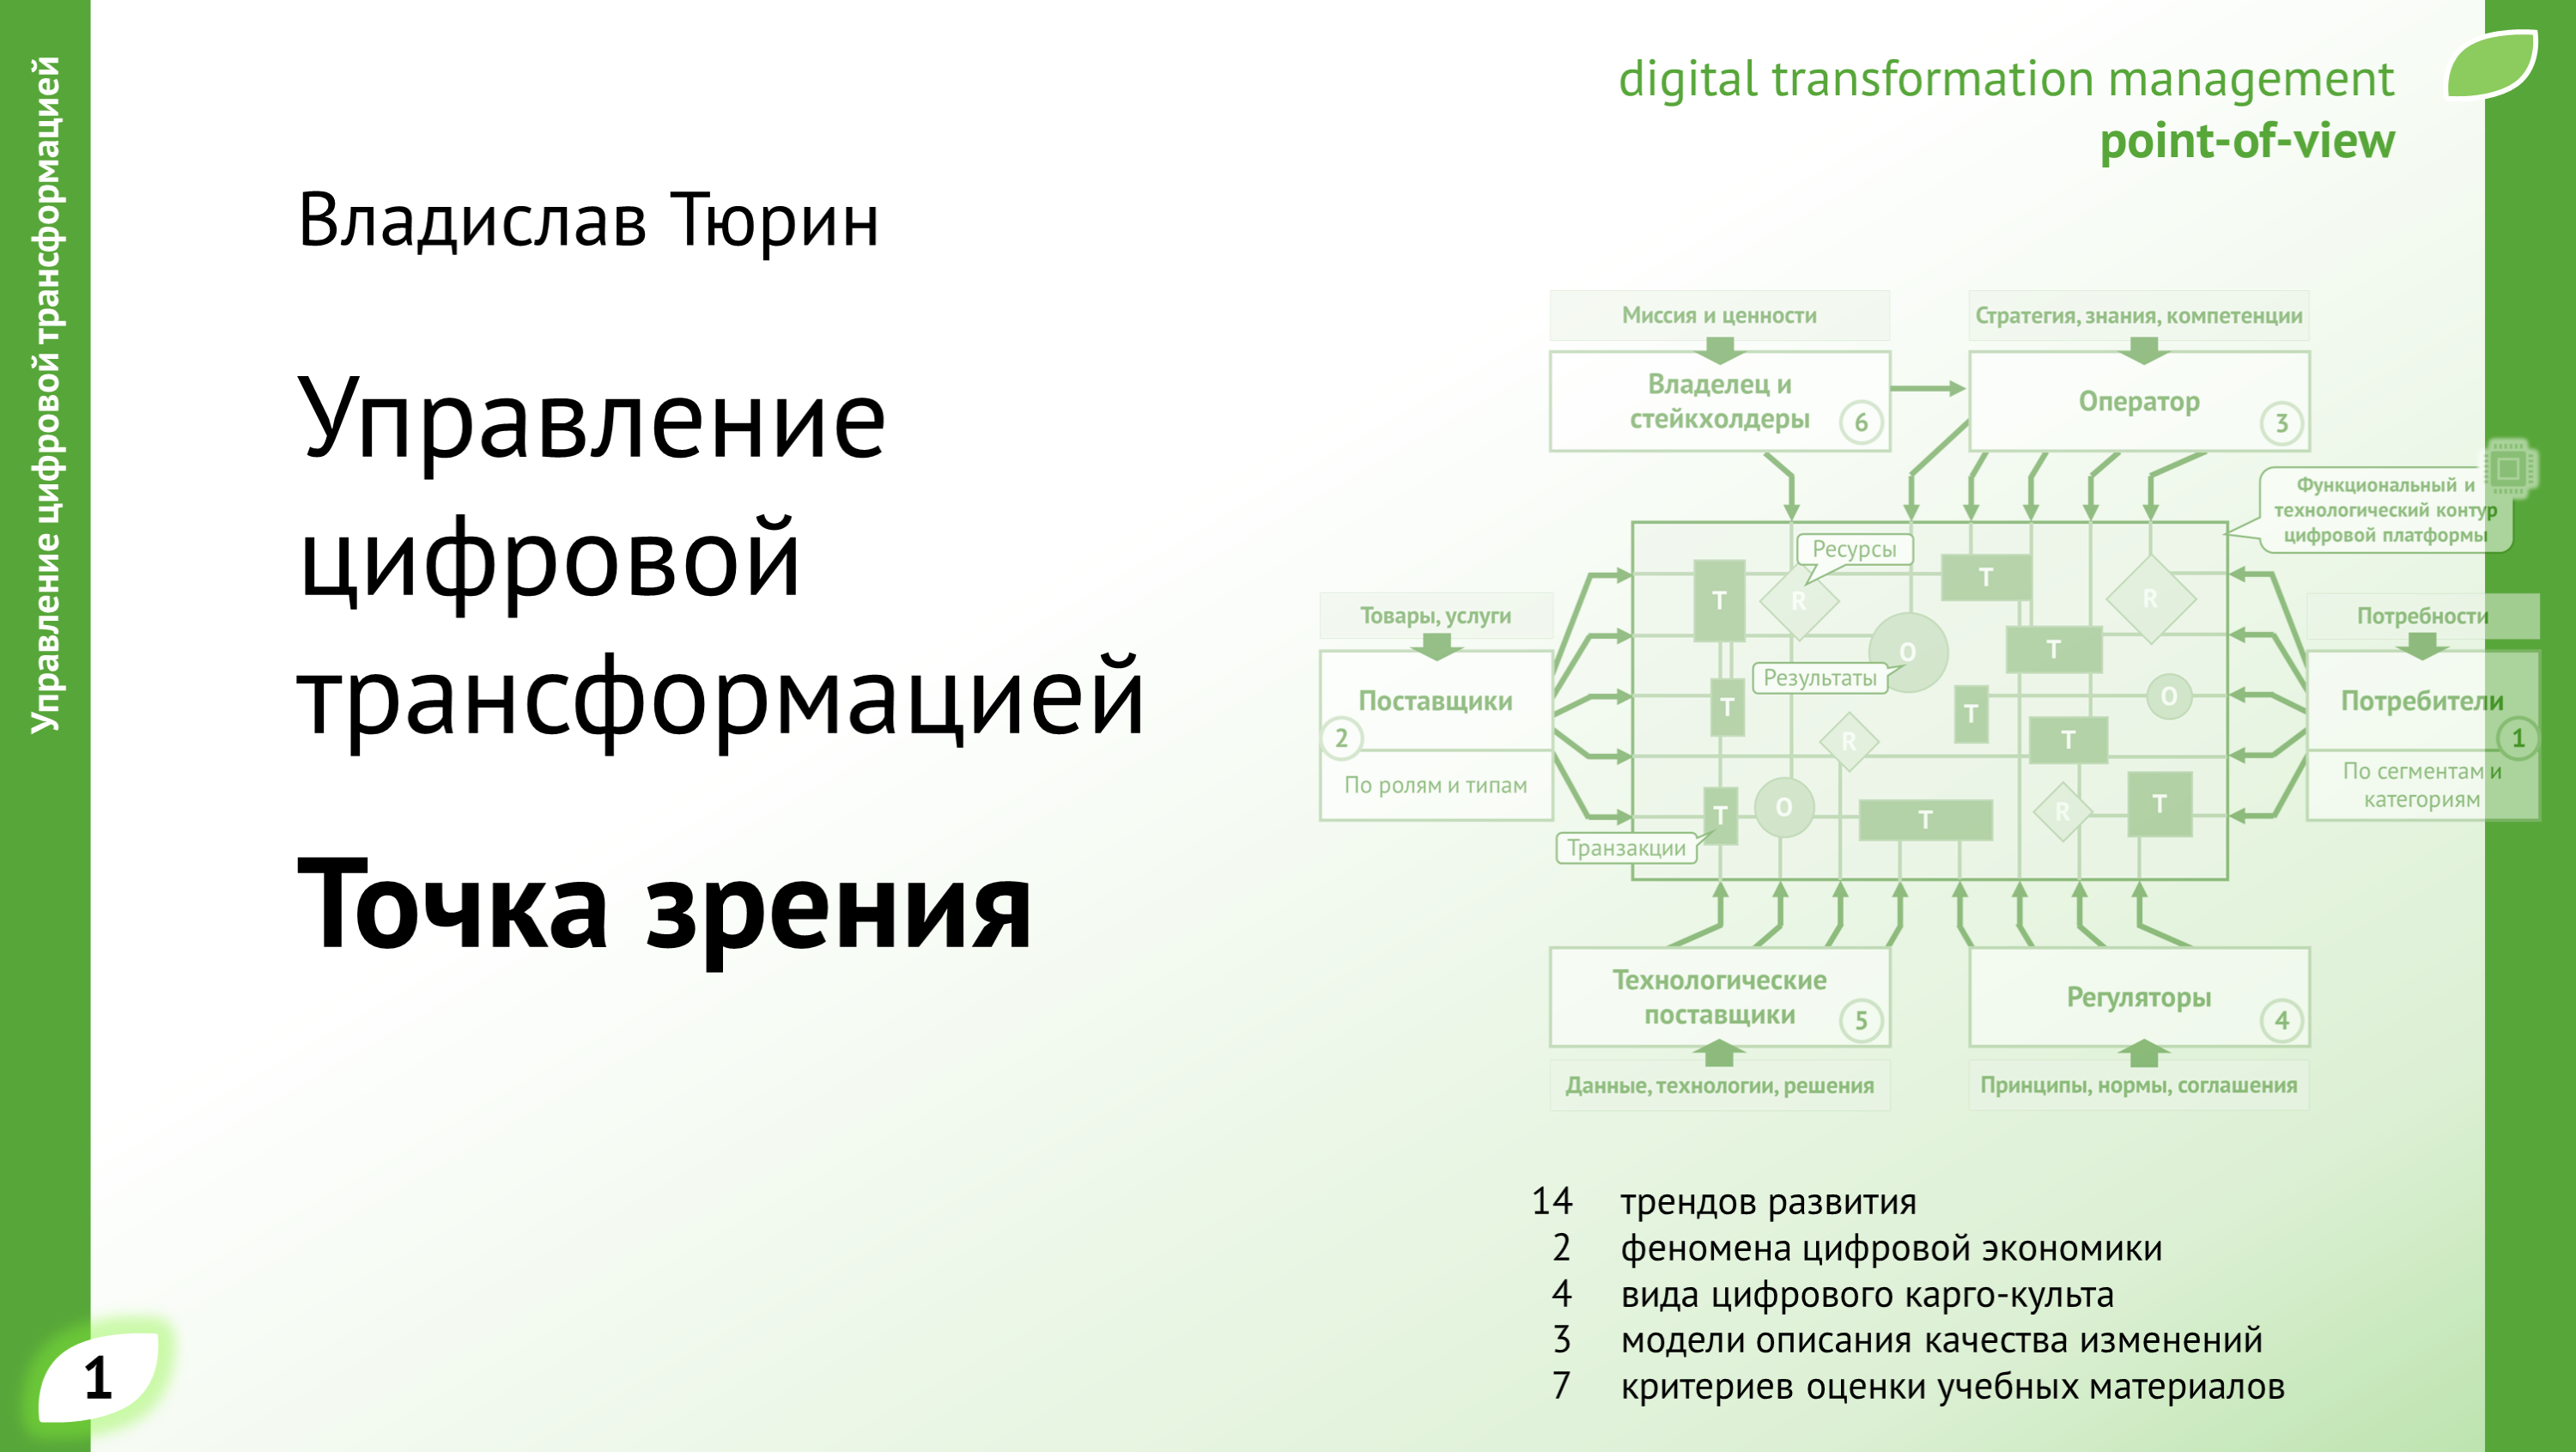 Управление цифровой трансформацией
digital transformation management
point-of-view
Владислав Тюрин
Управление
цифровой
трансформацией
Точка зрения
Миссия и ценности
Владелец и
стейкхолдеры
6
Стратегия, знания, компетенции
Оператор
3
Функциональный и
технологический контур
цифровой платформы
Товары, услуги
Поставщики
2
По ролям и типам
Потребности
Потребители
1
По сегментам и
категориям
Ресурсы
T
R
T
R
O
T
Результаты
T
T
O
R
T
T
O
T
R
T
Транзакции
Технологические
поставщики
5
Данные, технологии, решения
Регуляторы
4
Принципы, нормы, соглашения
14 трендов развития
2 феномена цифровой экономики
4 вида цифрового карго-культа
3 модели описания качества изменений
7 критериев оценки учебных материалов
1